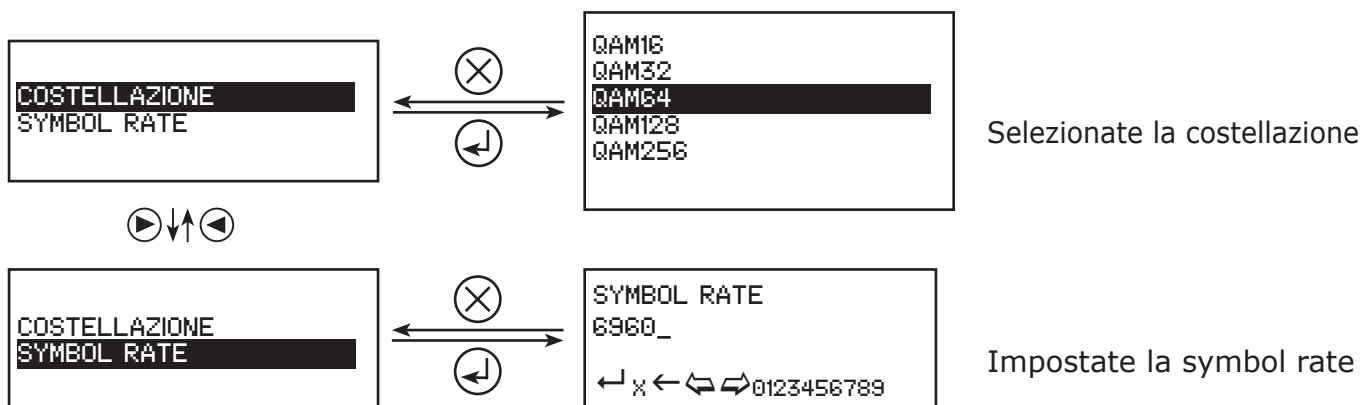 COSTELLAZIONE
SYMBOL RATE
QAM16
QAM32
QAM64
QAM128
QAM256
Selezionate la costellazione
COSTELLAZIONE
SYMBOL RATE
SYMBOL RATE
6960_
↵ X ← ⇦ ⇨ 0123456789
Impostate la symbol rate